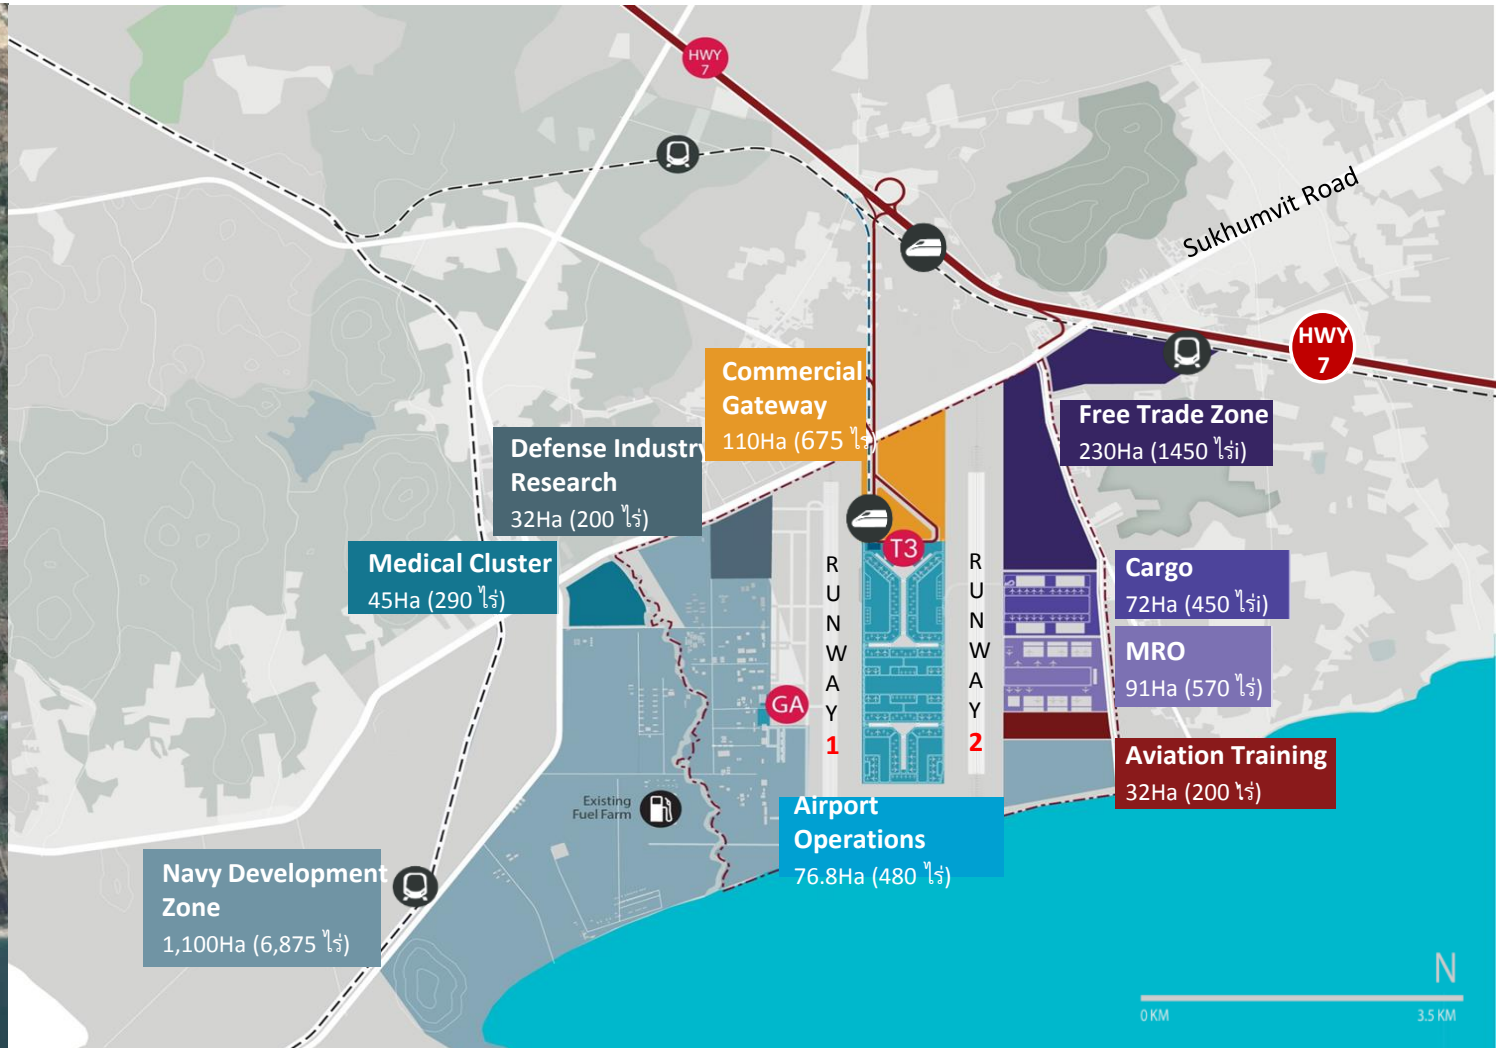 HWY
7
Sukhumvit Road
HWY
7
Commercial
Gateway
110Ha (675 ไร่)
Free Trade Zone
230Ha (1450 ไร่i)
Defense Industry
Research
32Ha (200 ไร่)
Medical Cluster
45Ha (290 ไร่)
T3
RUNWAY
1
RUNWAY
2
Cargo
72Ha (450 ไร่i)
MRO
91Ha (570 ไร่)
GA
Aviation Training
32Ha (200 ไร่)
Existing
Fuel Farm
Airport
Operations
76.8Ha (480 ไร่)
Navy Development
Zone
1,100Ha (6,875 ไร่)
N
0 KM
3.5 KM